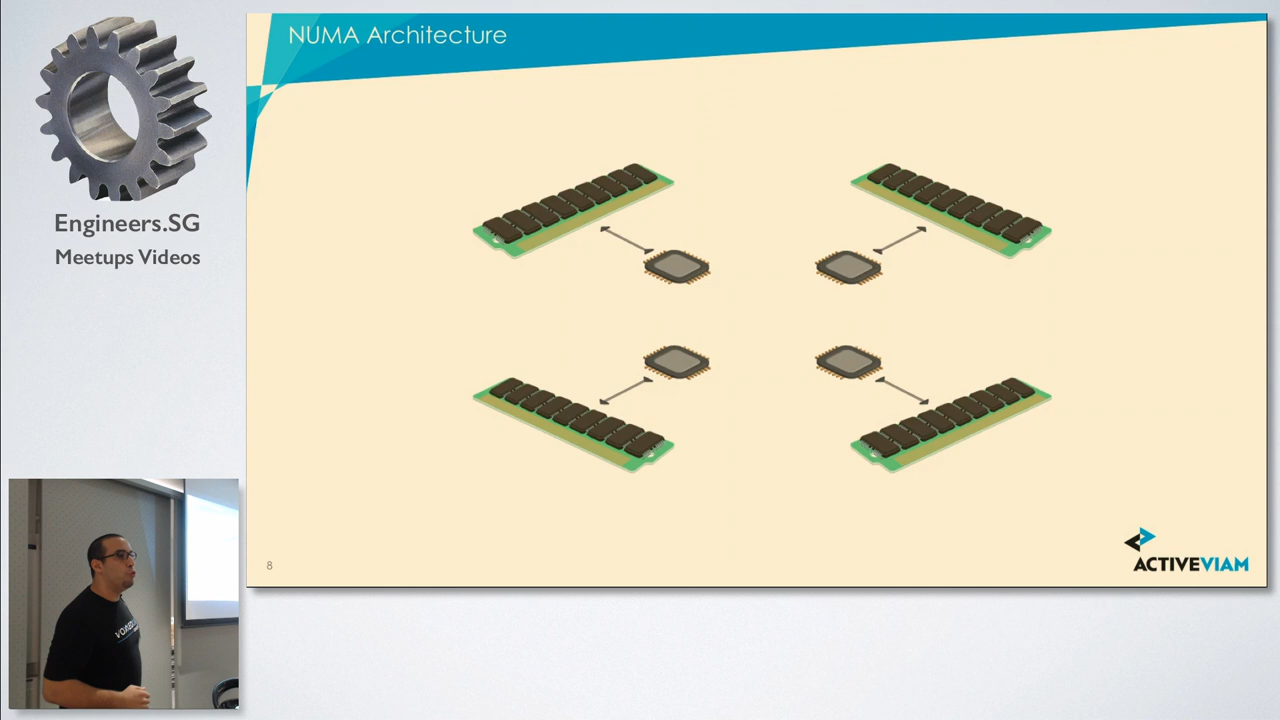 NUMA Architecture
Engineers.SG
Meetups Videos
8
ACTIVEVIAM